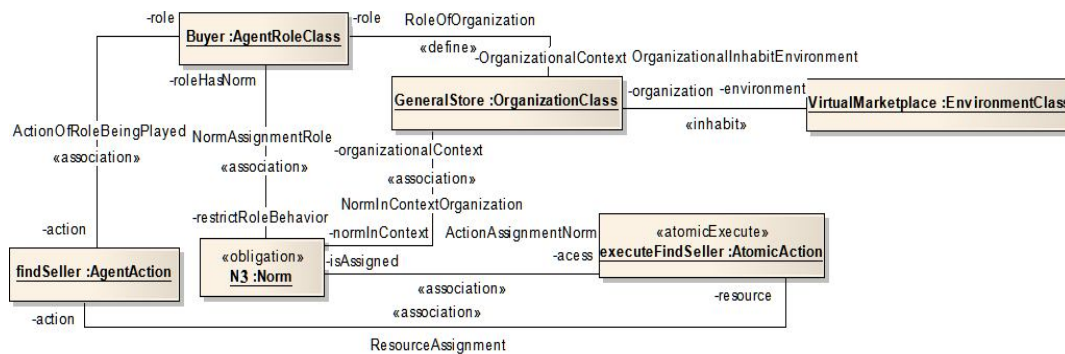 -role
-role
RoleOfOrganization
Buyer :AgentRoleClass
«define»
-roleHasNorm
-OrganizationalContext
OrganizationalInhabitEnvironment
GeneralStore :OrganizationClass
-organization
-environment
VirtualMarketplace :EnvironmentClass
«inhabit»
ActionOfRoleBeingPlayed
«association»
NormAssignmentRole
«association»
-organizationalContext
«association»
NormInContextOrganization
-restrictRoleBehavior
-normInContext
ActionAssignmentNorm
-action
«obligation»
N3 :Norm
-isAssigned
-acess
«atomicExecute»
executeFindSeller :AtomicAction
findSeller :AgentAction
«association»
-resource
-action
«association»
ResourceAssignment